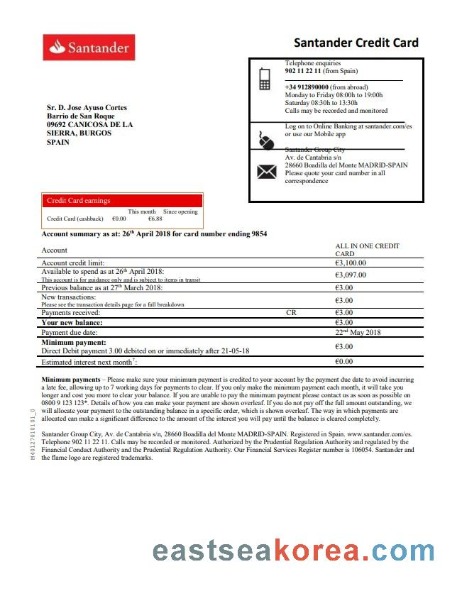 Santander
Santander Credit Card
Telephone enquiries
902 11 22 11 (from Spain)
+34 912890000 (from abroad)
Monday to Friday 08:00h to 19:00h
Saturday 08:30h to 13:30h
Calls may be recorded and monitored
Log on to Online Banking at santander.com/es
or use our Mobile app
Santander Group City
Av. de Cantabria s/n
28660 Boadilla del Monte MADRID-SPAIN
Please quote your card number in all
correspondence
Sr. D. Jose Ayuso Cortes
Barrio de San Roque
09692 CANICOSA DE LA
SIERRA, BURGOS
SPAIN
Credit Card earnings
This month Since opening
Credit Card (cashback) €0.00 €6.88
Account summary as at: 26th April 2018 for card number ending 9854
Account ALL IN ONE CREDIT
CARD
Account credit limit: €3,100.00
Available to spend as at 26th April 2018: €3,097.00
This account is for guidance only and is subject to items in transit
Previous balance as at 27th March 2018: €3.00
New transactions: €3.00
Please see the transaction details page for a full breakdown
Payments received: CR €3.00
Your new balance: €3.00
Payment due date: 22nd May 2018
Minimum payment: €3.00
Direct Debit payment 3.00 debited on or immediately after 21-05-18
Estimated interest next month*: €0.00
Minimum payments – Please make sure your minimum payment is credited to your account by the payment due date to avoid incurring
a late fee, allowing up to 7 working days for payments to clear. If you only make the minimum payment each month, it will take you
longer and cost you more to clear your balance. If you are unable to pay the minimum payment please contact us as soon as possible on
0800 9 123 123*. Details of how you can make your payment are shown overleaf. If you do not pay off the full amount outstanding, we
will allocate your payment to the outstanding balance in a specific order, which is shown overleaf. The way in which payments are
allocated can make a significant difference to the amount of the interest you will pay until the balance is cleared completely.
Santander Group City, Av. de Cantabria s/n, 28660 Boadilla del Monte MADRID-SPAIN. Registered in Spain. www.santander.com/es.
Telephone 902 11 22 11. Calls may be recorded or monitored. Authorized by the Prudential Regulation Authority and regulated by the
Financial Conduct Authority and the Prudential Regulation Authority. Our Financial Services Register number is 106054. Santander and
the flame logo are registered trademarks.
eastseakorea.com